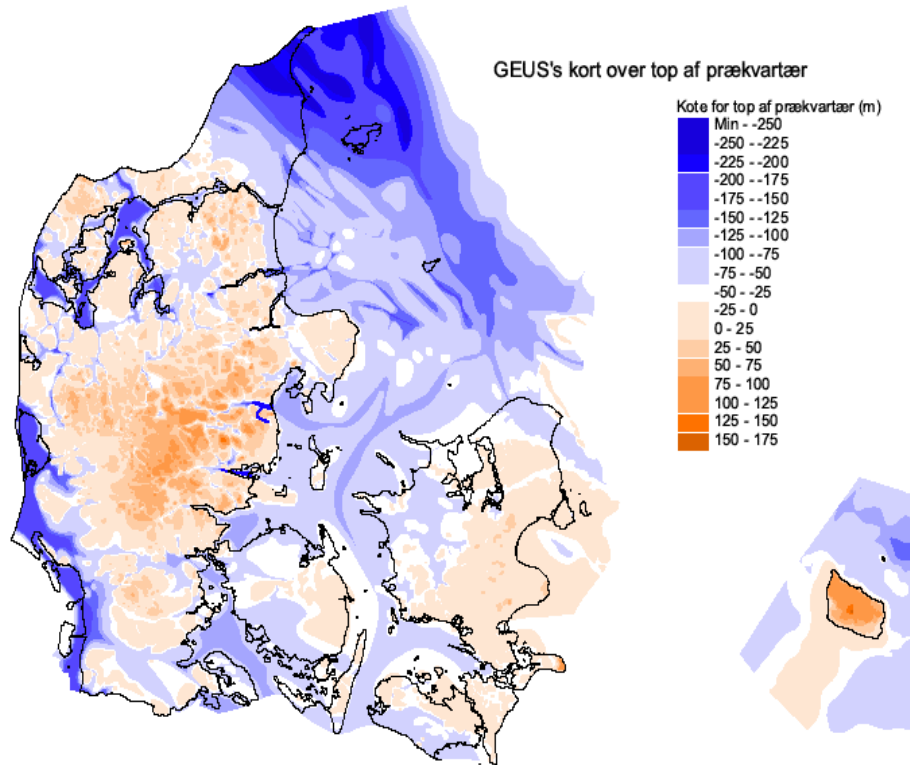 GEUS's kort over top af prækvartær
Kote for top af prækvartær (m)
Min - -250
-250 - -225
-225 - -200
-200 - -175
-175 - -150
-150 - -125
-125 - -100
-100 - -75
-75 - -50
-50 - -25
-25 - 0
0 - 25
25 - 50
50 - 75
75 - 100
100 - 125
125 - 150
150 - 175